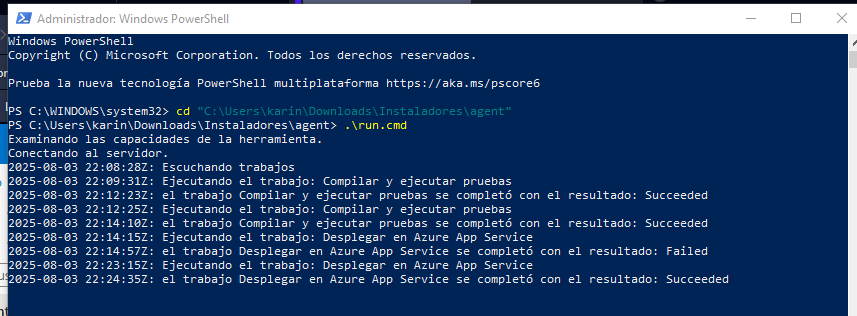 Administrador: Windows PowerShell
Windows PowerShell
Copyright (C) Microsoft Corporation. Todos los derechos reservados.
Prueba la nueva tecnología PowerShell multiplataforma https://aka.ms/pscore6
PS C:\WINDOWS\system32> cd "C:\Users\karin\Downloads\Instaladores\agent"
PS C:\Users\karin\Downloads\Instaladores\agent> .\run.cmd
Examinando las capacidades de la herramienta.
Conectando al servidor.
2025-08-03 22:08:28Z: Escuchando trabajos
2025-08-03 22:09:31Z: Ejecutando el trabajo: Compilar y ejecutar pruebas
2025-08-03 22:12:23Z: el trabajo Compilar y ejecutar pruebas se completó con el resultado: Succeeded
2025-08-03 22:12:25Z: Ejecutando el trabajo: Compilar y ejecutar pruebas
2025-08-03 22:14:10Z: el trabajo Compilar y ejecutar pruebas se completó con el resultado: Succeeded
2025-08-03 22:14:15Z: Ejecutando el trabajo: Desplegar en Azure App Service
2025-08-03 22:14:57Z: el trabajo Desplegar en Azure App Service se completó con el resultado: Failed
2025-08-03 22:23:15Z: Ejecutando el trabajo: Desplegar en Azure App Service
2025-08-03 22:24:35Z: el trabajo Desplegar en Azure App Service se completó con el resultado: Succeeded